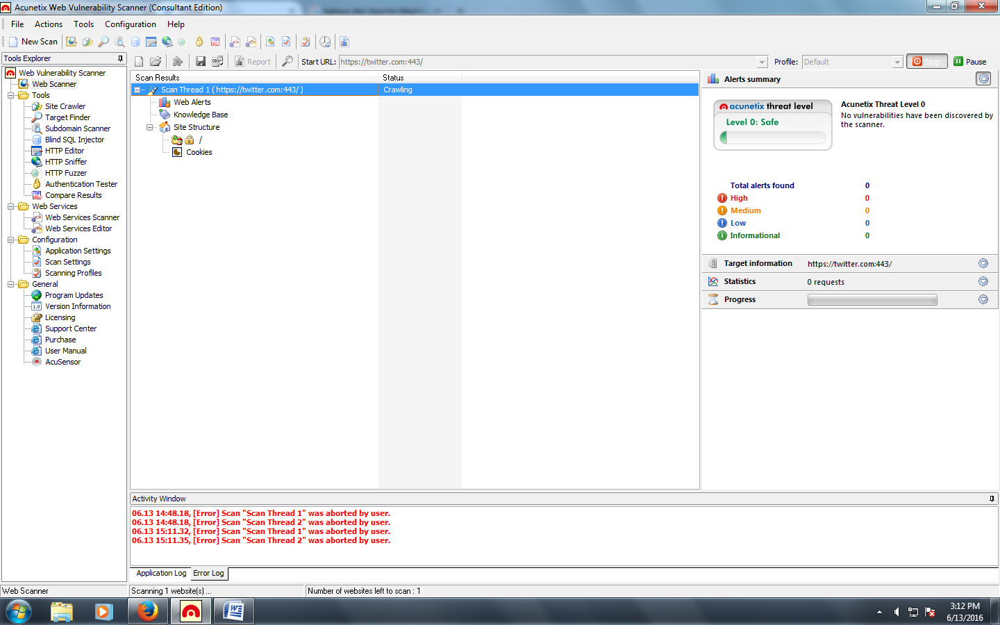 Acunetix Web Vulnerability Scanner (Consultant Edition)
File Actions Tools Configuration Help
New Scan
Tools Explorer
Report Start URL: https://twitter.com:443/ Profile: Default Stop Pause
Web Vulnerability Scanner
Web Scanner
Tools
Site Crawler
Target Finder
Subdomain Scanner
Blind SQL Injector
HTTP Editor
HTTP Sniffer
HTTP Fuzzer
Authentication Tester
Compare Results
Web Services
Web Services Scanner
Web Services Editor
Configuration
Application Settings
Scan Settings
Scanning Profiles
General
Program Updates
1.0 Version Information
Licensing
Support Center
Purchase
User Manual
AcuSensor
Scan Results Status
Scan Thread 1 ( https://twitter.com:443/ ) Crawling
Web Alerts
Knowledge Base
Site Structure
/
Cookies
Alerts summary
acunetix threat level
Level 0: Safe
Acunetix Threat Level 0
No vulnerabilities have been discovered by
the scanner.
Total alerts found 0
High 0
Medium 0
Low 0
Informational 0
Target information https://twitter.com:443/
Statistics 0 requests
Progress
Activity Window
06.13 14:48.18, [Error] Scan "Scan Thread 1" was aborted by user.
06.13 14:48.18, [Error] Scan "Scan Thread 2" was aborted by user.
06.13 15:11.32, [Error] Scan "Scan Thread 1" was aborted by user.
06.13 15:11.35, [Error] Scan "Scan Thread 2" was aborted by user.
Application Log Error Log
Web Scanner Scanning 1 website(s) ... Number of websites left to scan : 1
3:12 PM
6/13/2016